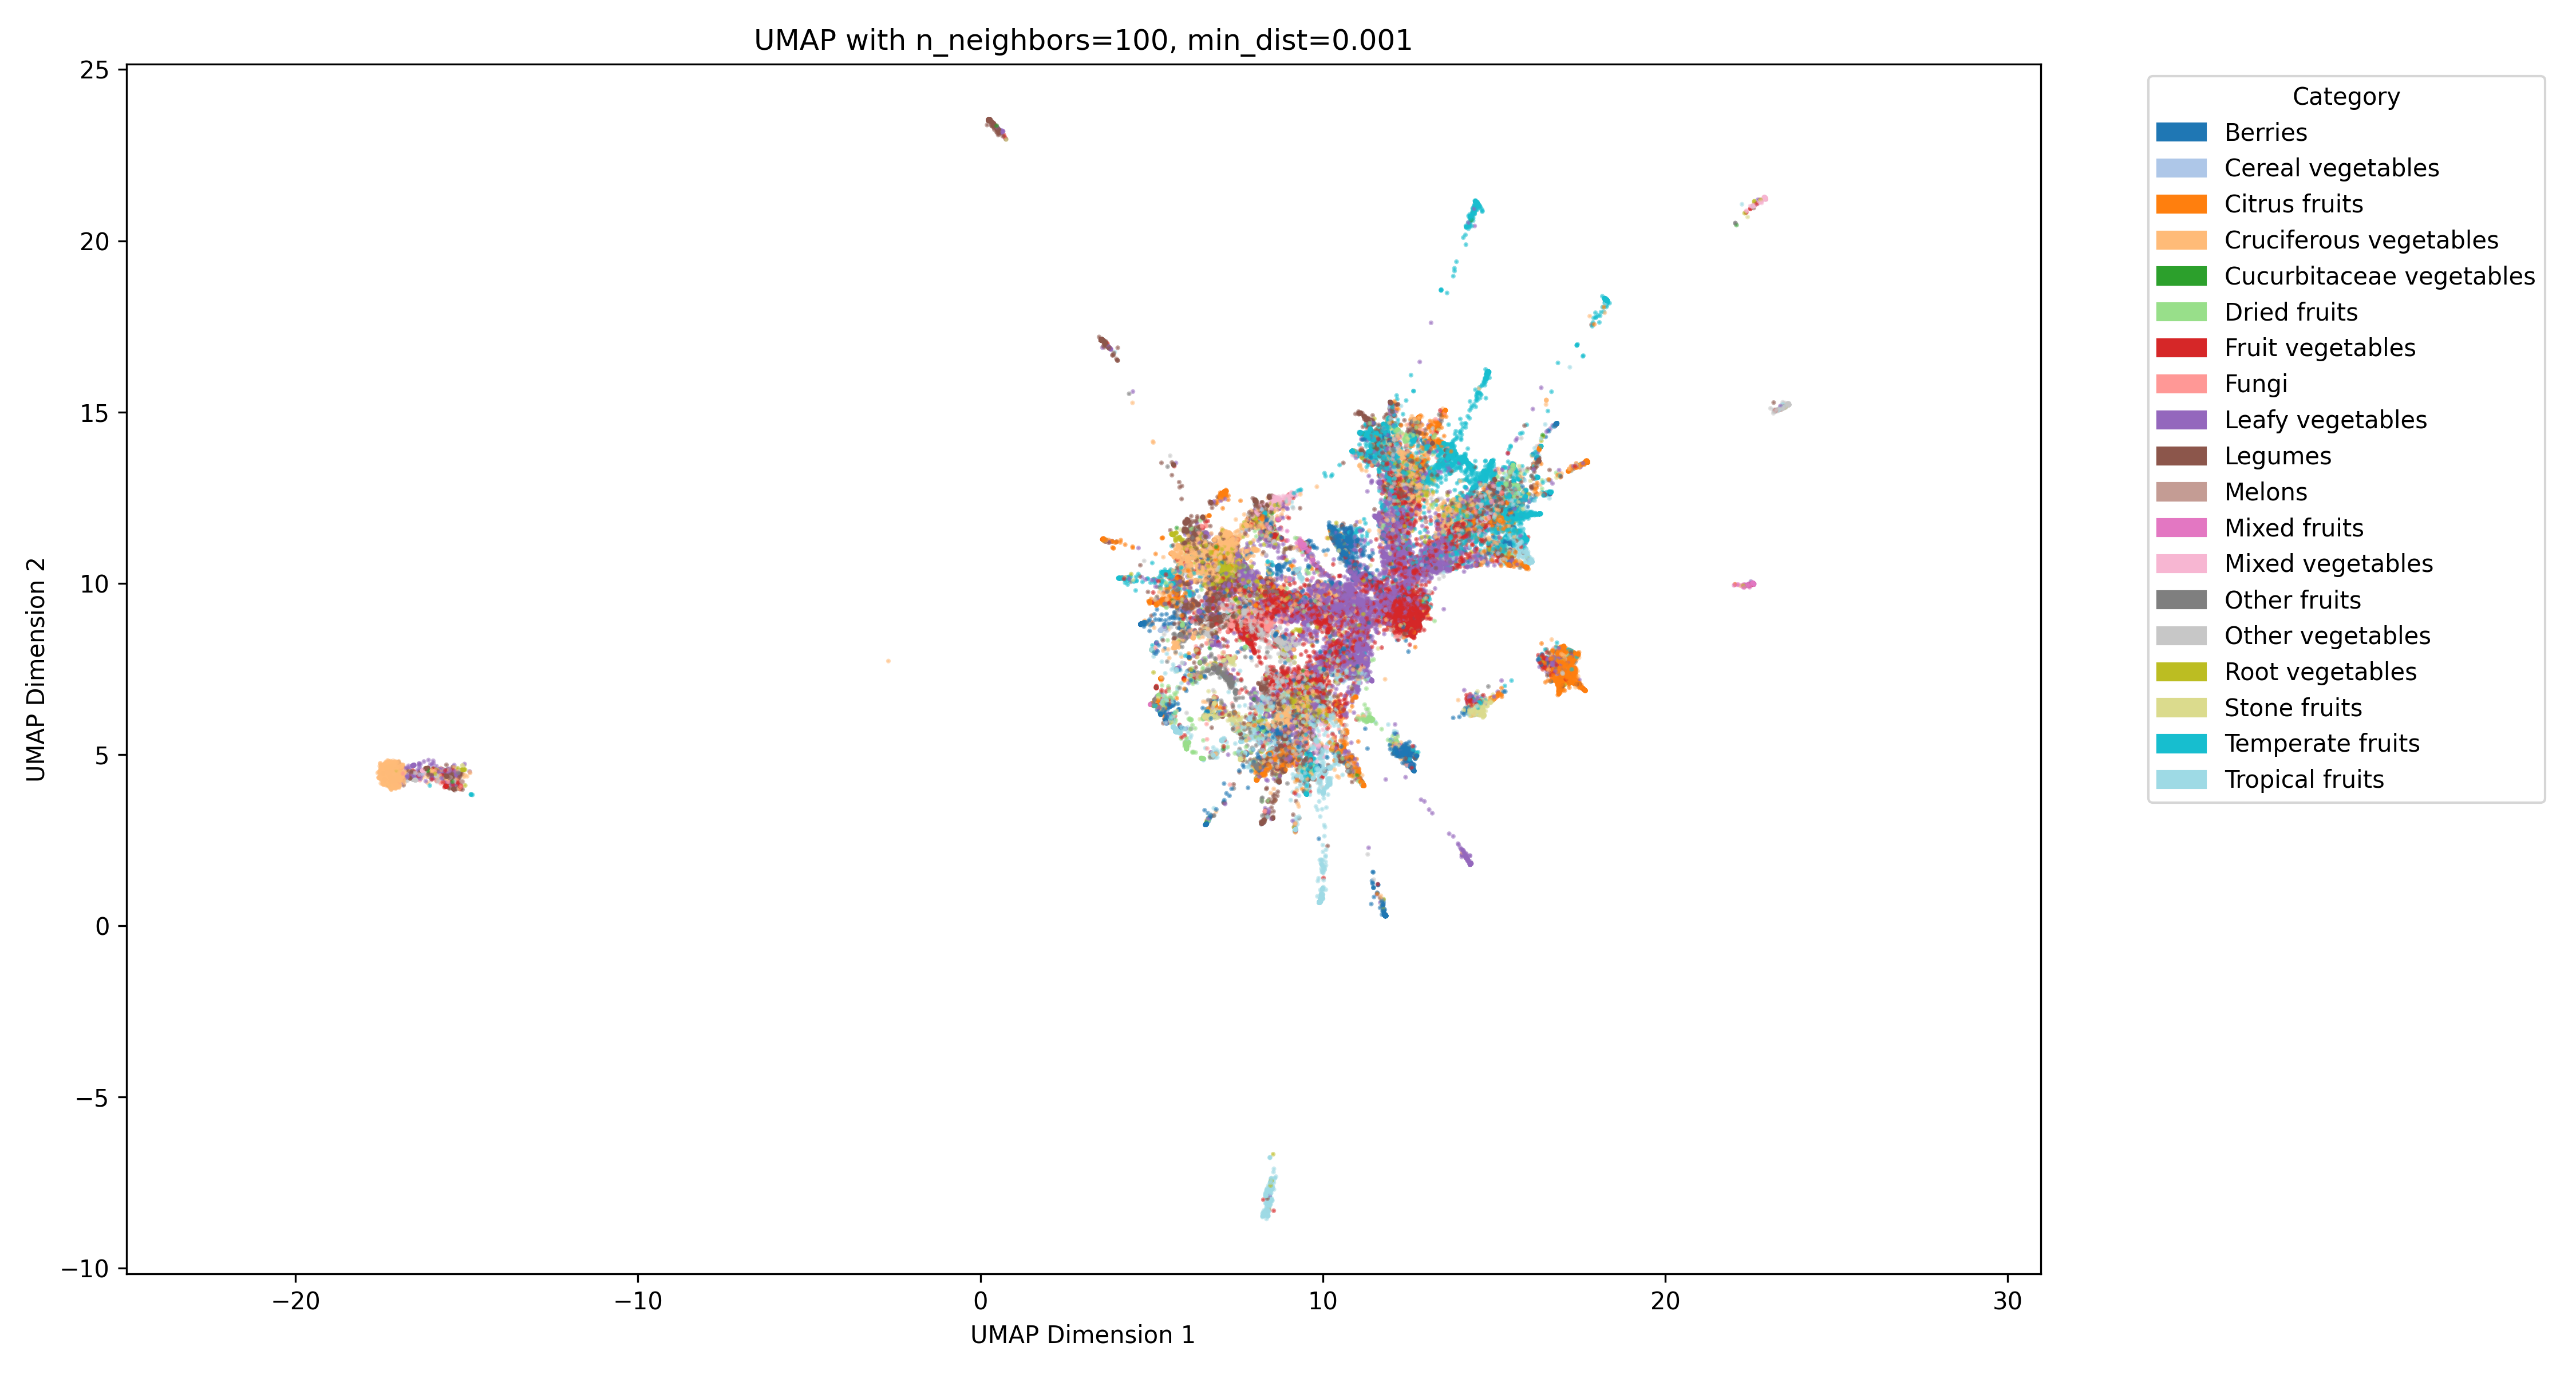 UMAP with n_neighbors=100, min_dist=0.001
25
20
15
10
5
0
−5
−10
UMAP Dimension 2
−20
−10
0
10
20
30
UMAP Dimension 1
Category
Berries
Cereal vegetables
Citrus fruits
Cruciferous vegetables
Cucurbitaceae vegetables
Dried fruits
Fruit vegetables
Fungi
Leafy vegetables
Legumes
Melons
Mixed fruits
Mixed vegetables
Other fruits
Other vegetables
Root vegetables
Stone fruits
Temperate fruits
Tropical fruits